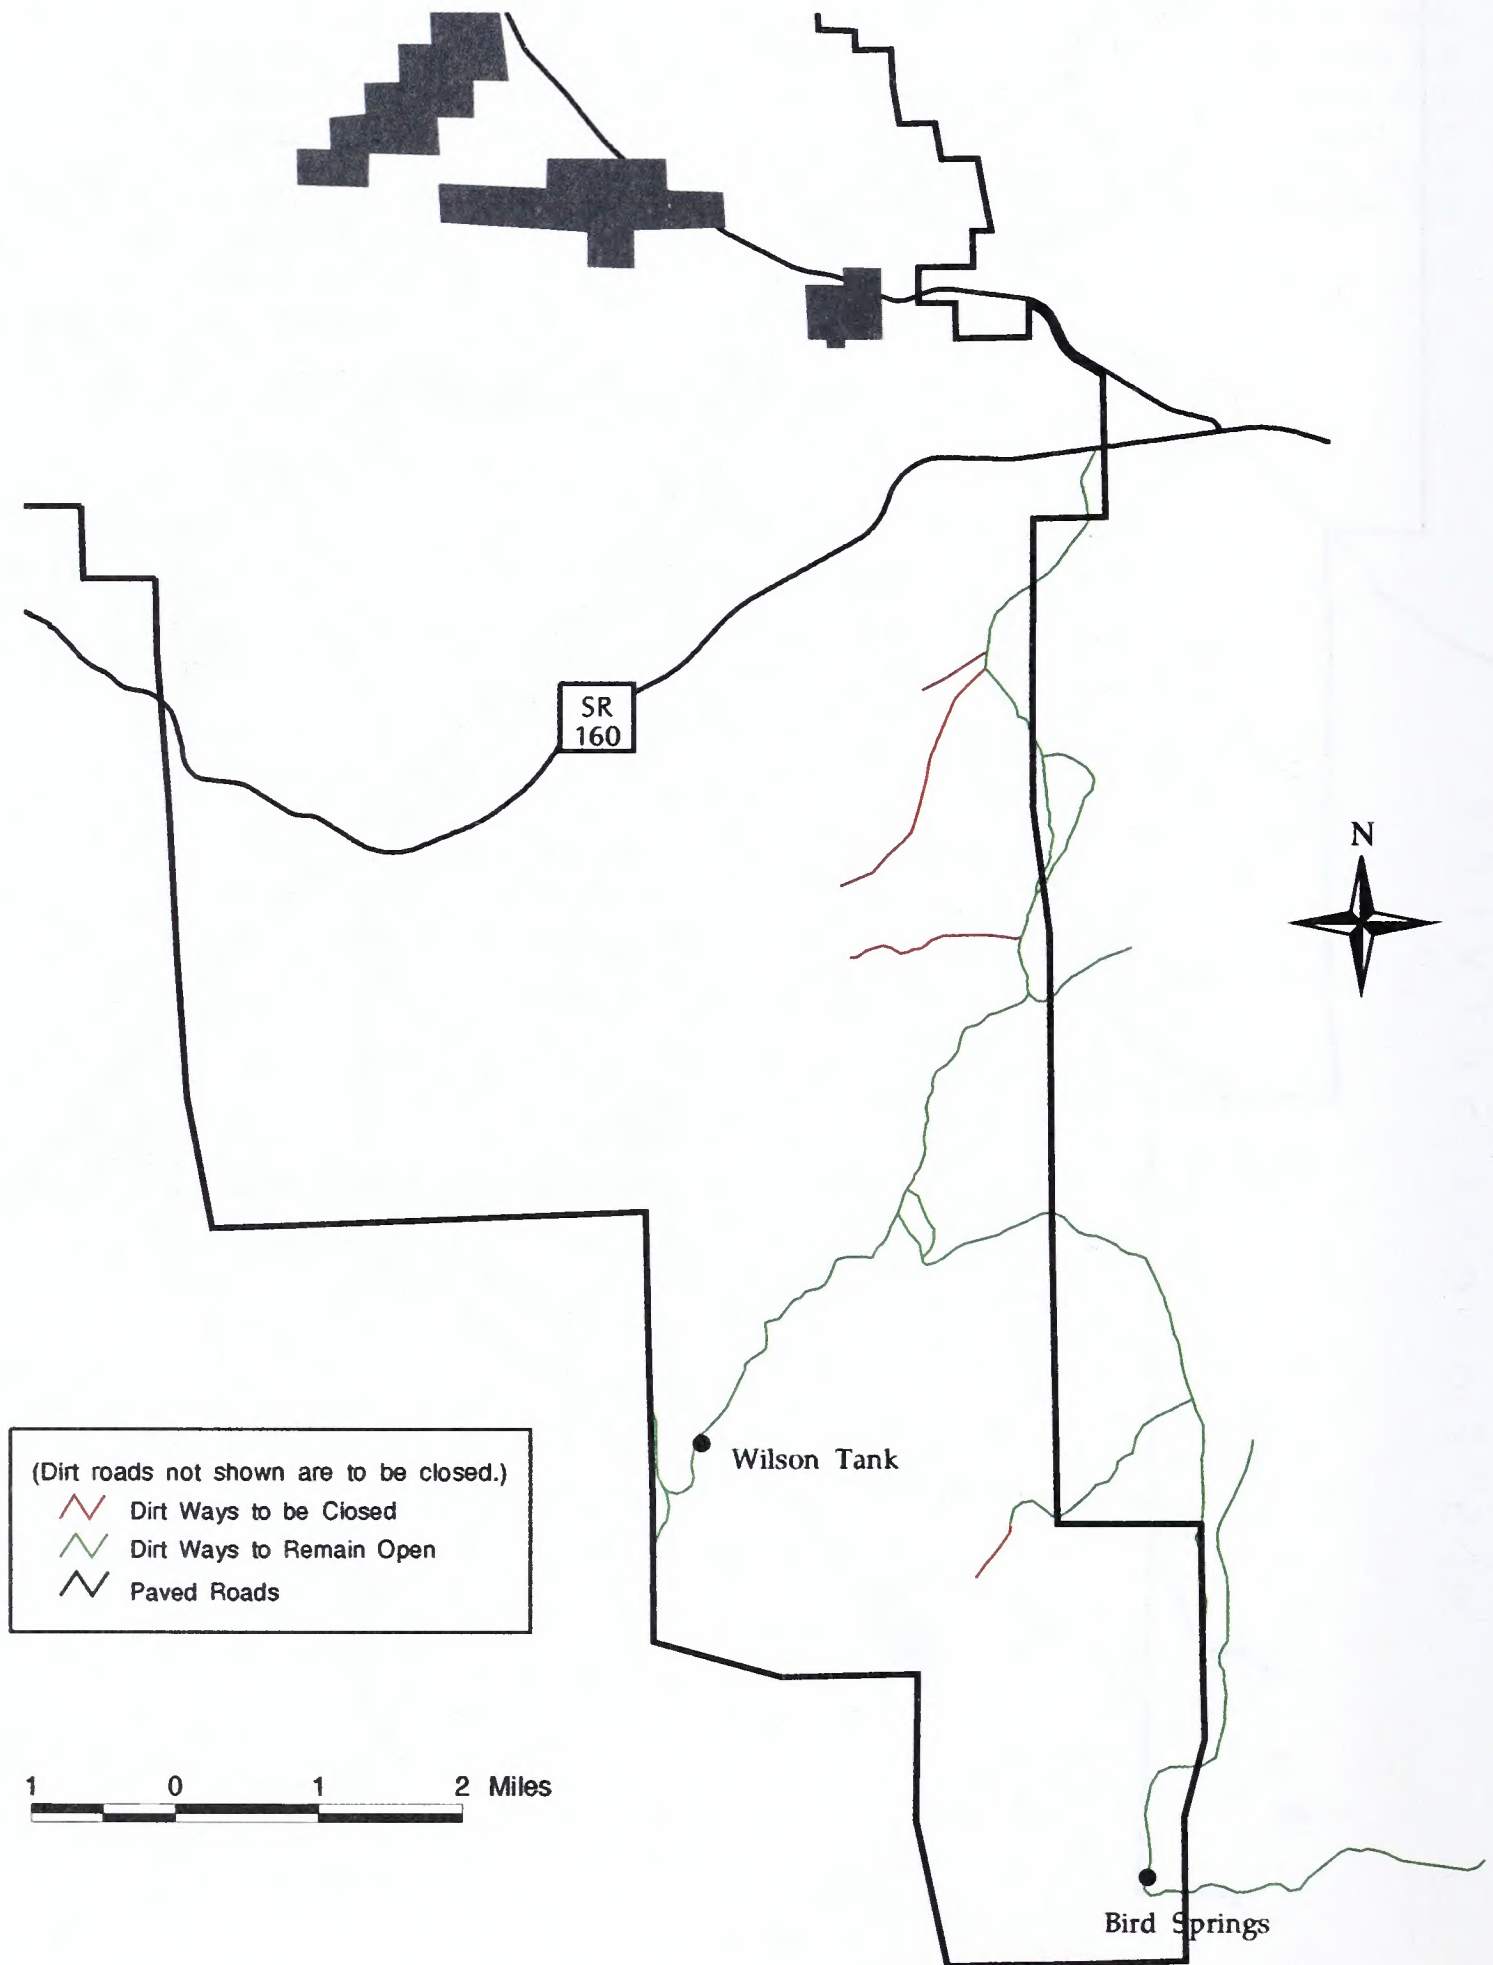 SR
160
N
Wilson Tank
(Dirt roads not shown are to be closed.)
Dirt Ways to be Closed
Dirt Ways to Remain Open
Paved Roads
1 0 1 2 Miles
Bird Springs